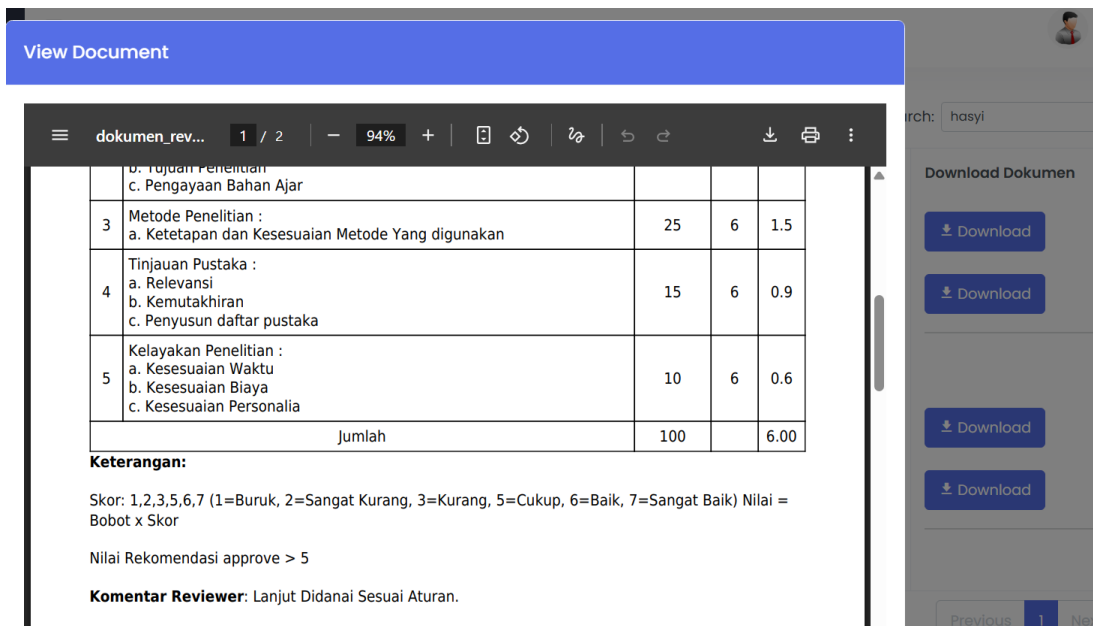 View Document
rch: hasyi
dokumen_rev... 1 / 2 94%
Download Dokumen
b. Tujuan Penelitian
c. Pengayaan Bahan Ajar
3 Metode Penelitian : 25 6 1.5
a. Ketetapan dan Kesesuaian Metode Yang digunakan
Download
4 Tinjauan Pustaka : 15 6 0.9
a. Relevansi
b. Kemutakhiran
c. Penyusun daftar pustaka
Download
5 Kelayakan Penelitian : 10 6 0.6
a. Kesesuaian Waktu
b. Kesesuaian Biaya
c. Kesesuaian Personalia
Jumlah 100 6.00
Download
Keterangan:
Skor: 1,2,3,5,6,7 (1=Buruk, 2=Sangat Kurang, 3=Kurang, 5=Cukup, 6=Baik, 7=Sangat Baik) Nilai =
Bobot x Skor
Download
Nilai Rekomendasi approve > 5
Komentar Reviewer: Lanjut Didanai Sesuai Aturan.
Previous 1 Ne